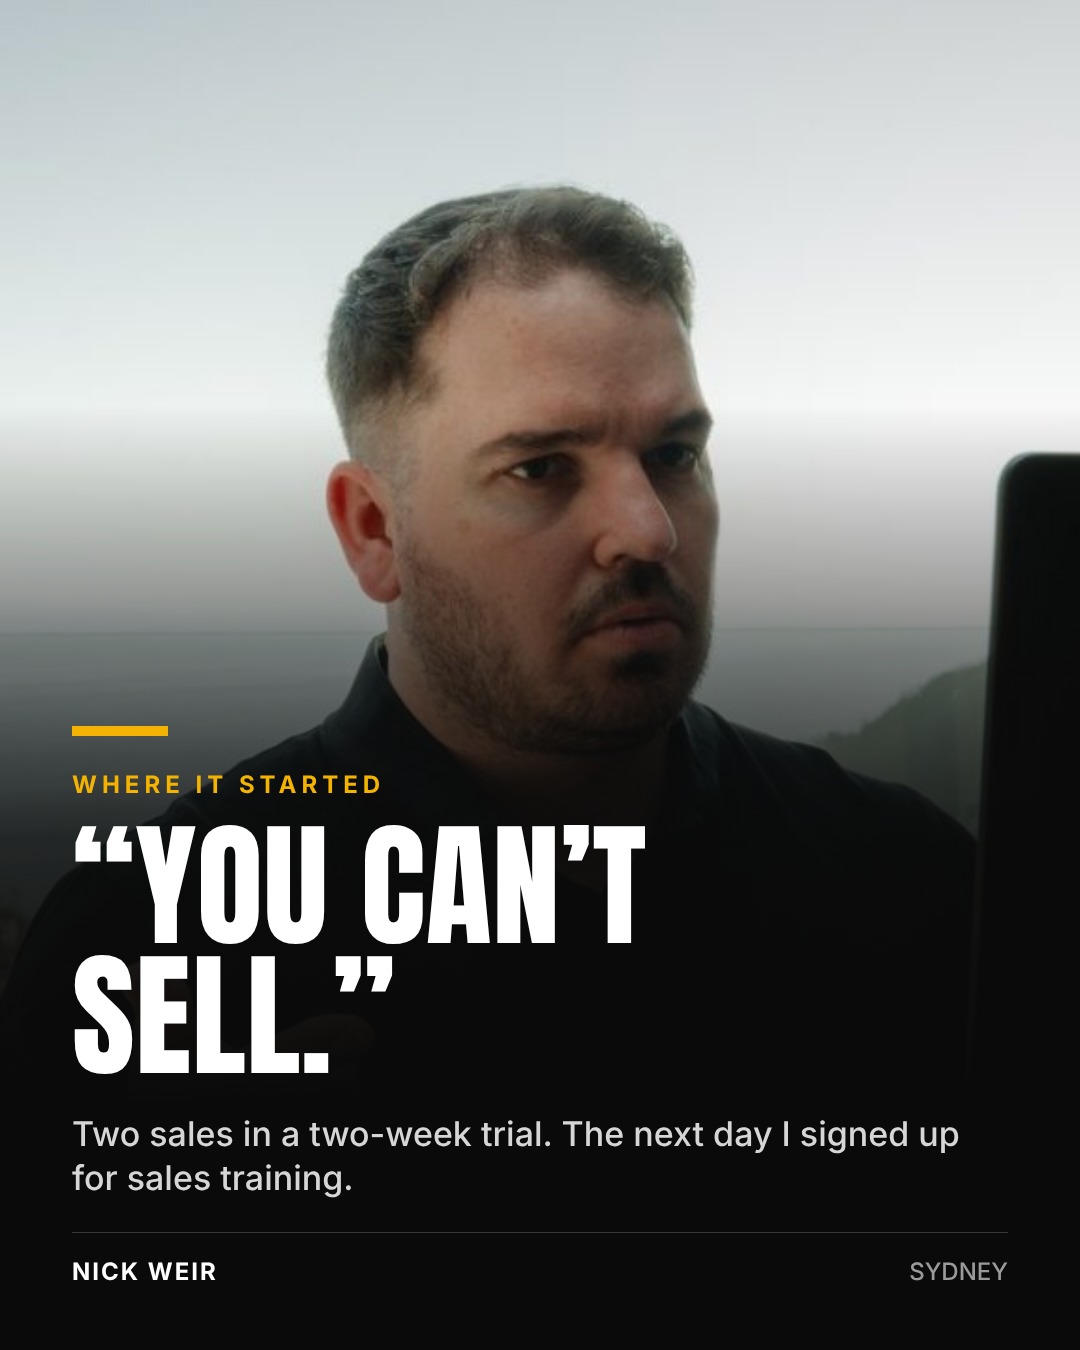 WHERE IT STARTED
“YOU CAN’T
SELL.”
Two sales in a two-week trial. The next day I signed up
for sales training.
NICK WEIR
SYDNEY